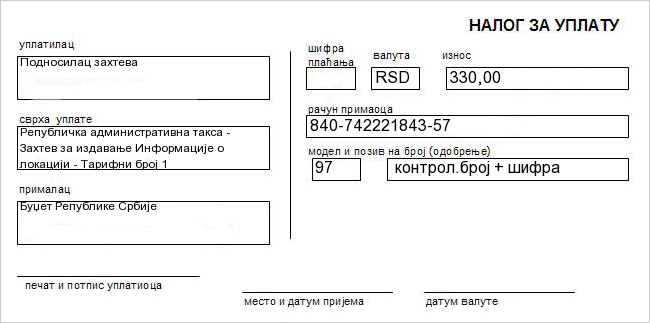 НАЛОГ ЗА УПЛАТУ
уплатилац
Подносилац захтева
сврха уплате
Републичка административна такса -
Захтев за издавање Информације о
локацији - Тарифни број 1
прималац
Буџет Републике Србије
печат и потпис уплатиоца
шифра
плаћања
валута
износ
RSD
330,00
рачун примаоца
840-742221843-57
модел и позив на број (одобрење)
97
контрол.број + шифра
место и датум пријема
датум валуте